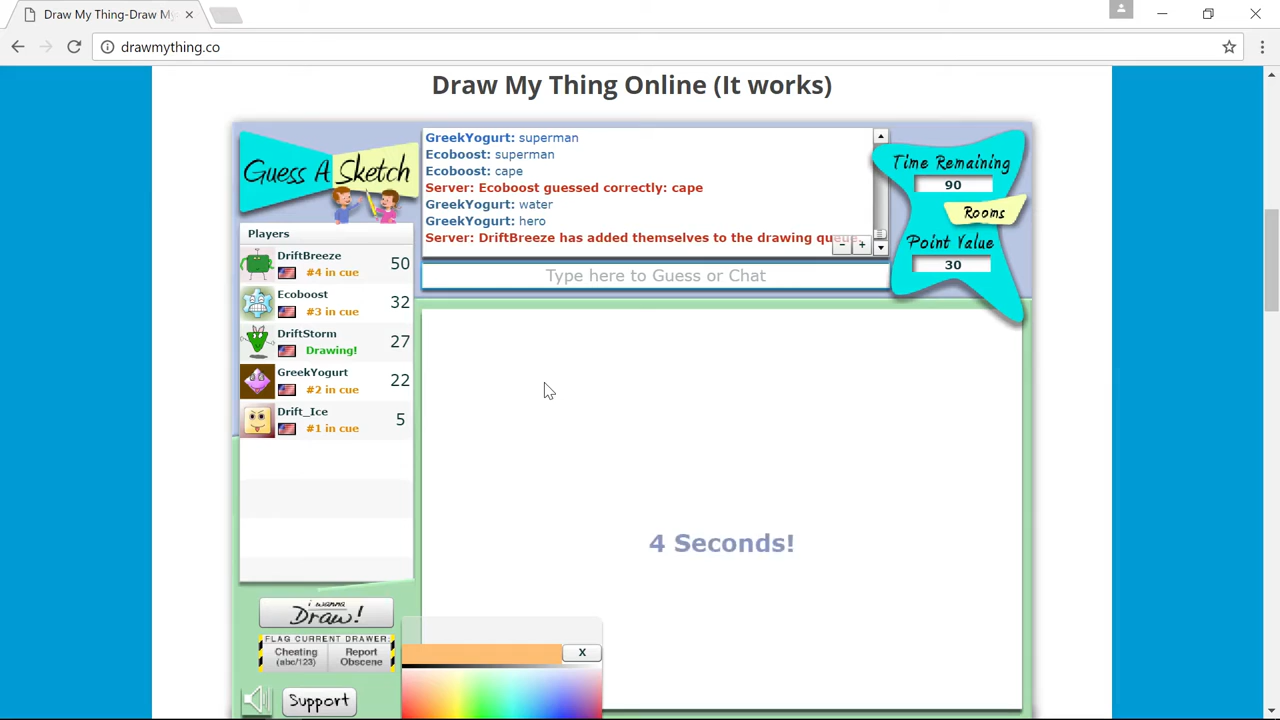 Draw My Thing-Draw My
drawmything.co
Draw My Thing Online (It works)
Guess A Sketch
GreekYogurt: superman
Ecoboost: superman
Ecoboost: cape
Server: Ecoboost guessed correctly: cape
GreekYogurt: water
GreekYogurt: hero
Server: DriftBreeze has added themselves to the drawing queue.
- +
Type here to Guess or Chat
Time Remaining
90
Rooms
Point Value
30
Players
DriftBreeze
#4 in cue
50
Ecoboost
#3 in cue
32
DriftStorm
Drawing!
27
GreekYogurt
#2 in cue
22
Drift_Ice
#1 in cue
5
4 Seconds!
i wanna
Draw!
FLAG CURRENT DRAWER:
Cheating
(abc/123)
Report
Obscene
X
Support